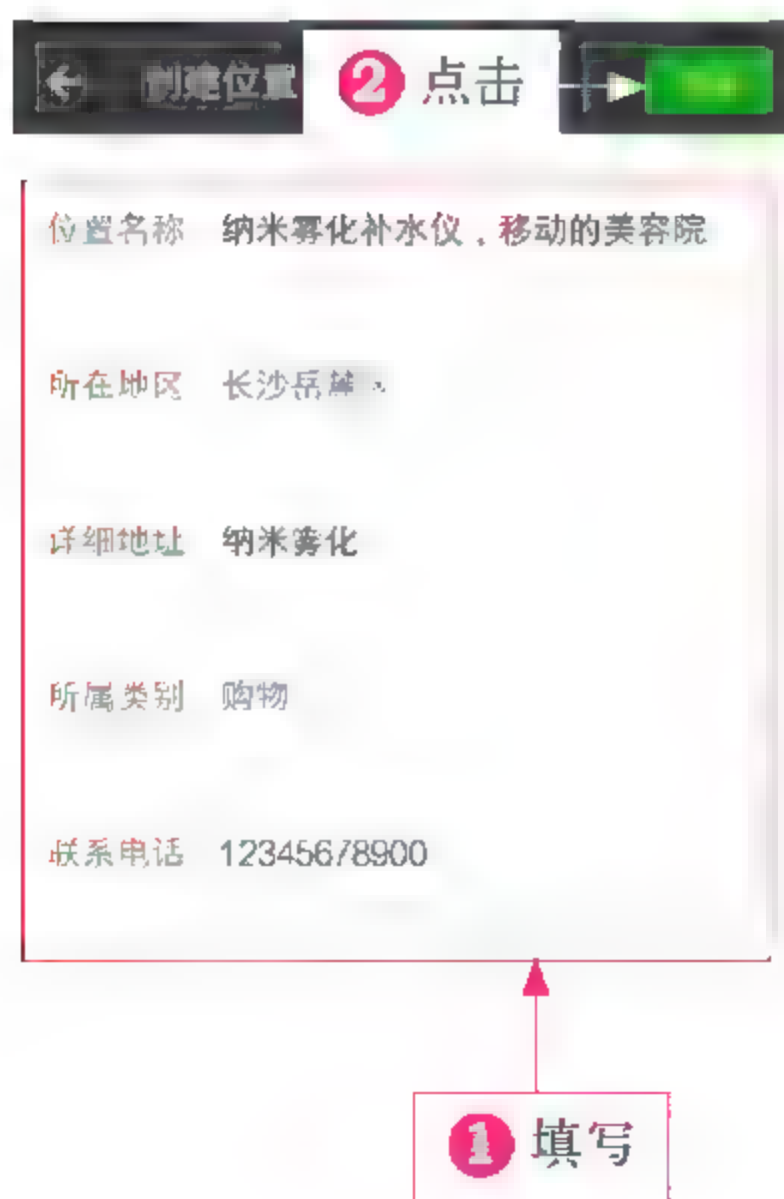 创建位置 ❷ 点击
位置名称 纳米雾化补水仪，移动的美容院
所在地区 长沙岳麓
详细地址 纳米雾化
所属类别 购物
联系电话 12345678900
❶ 填写